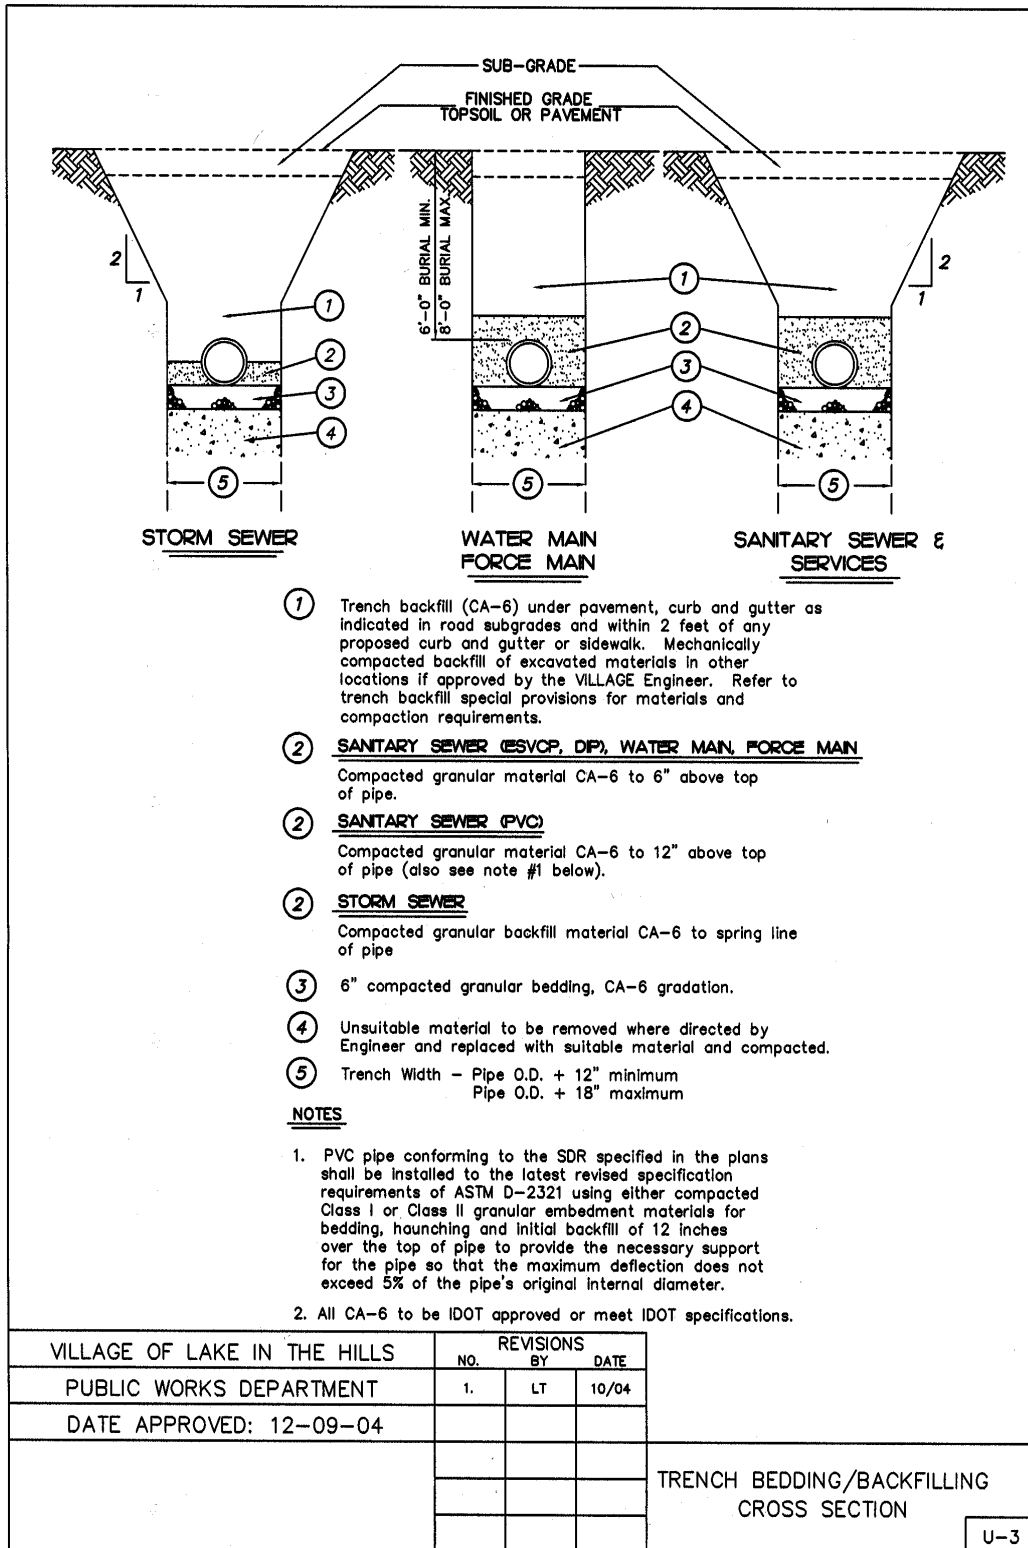 SUB-GRADE
FINISHED GRADE
TOPSOIL OR PAVEMENT
6'-0" BURIAL MIN.
8'-0" BURIAL MAX.
2
1
2
1
1
2
3
4
5
1
2
3
4
5
5
STORM SEWER
WATER MAIN
FORCE MAIN
SANITARY SEWER &
SERVICES
1 Trench backfill (CA-6) under pavement, curb and gutter as
indicated in road subgrades and within 2 feet of any
proposed curb and gutter or sidewalk. Mechanically
compacted backfill of excavated materials in other
locations if approved by the VILLAGE Engineer. Refer to
trench backfill special provisions for materials and
compaction requirements.
2 SANITARY SEWER (ESVCP, DIP), WATER MAIN, FORCE MAIN
Compacted granular material CA-6 to 6" above top
of pipe.
2 SANITARY SEWER (PVC)
Compacted granular material CA-6 to 12" above top
of pipe (also see note #1 below).
2 STORM SEWER
Compacted granular backfill material CA-6 to spring line
of pipe
3 6" compacted granular bedding, CA-6 gradation.
4 Unsuitable material to be removed where directed by
Engineer and replaced with suitable material and compacted.
5 Trench Width - Pipe O.D. + 12" minimum
Pipe O.D. + 18" maximum
NOTES
1. PVC pipe conforming to the SDR specified in the plans
shall be installed to the latest revised specification
requirements of ASTM D-2321 using either compacted
Class I or Class II granular embedment materials for
bedding, haunching and initial backfill of 12 inches
over the top of pipe to provide the necessary support
for the pipe so that the maximum deflection does not
exceed 5% of the pipe's original internal diameter.
2. All CA-6 to be IDOT approved or meet IDOT specifications.
VILLAGE OF LAKE IN THE HILLS
PUBLIC WORKS DEPARTMENT
DATE APPROVED: 12-09-04
REVISIONS
NO. BY DATE
1. LT 10/04
TRENCH BEDDING/BACKFILLING
CROSS SECTION
U-3